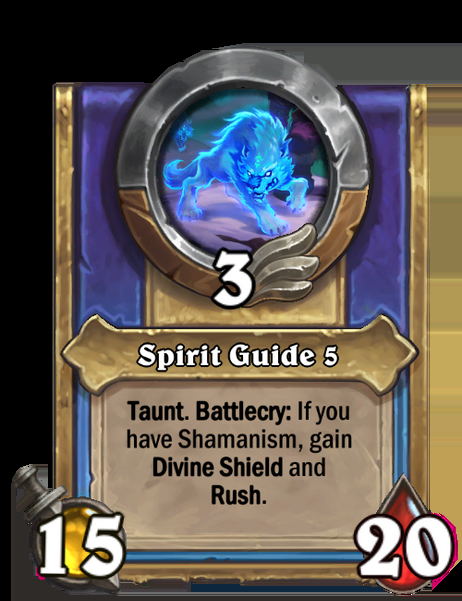 3
Spirit Guide 5
Taunt. Battlecry: If you
have Shamanism, gain
Divine Shield and
Rush.
15
20